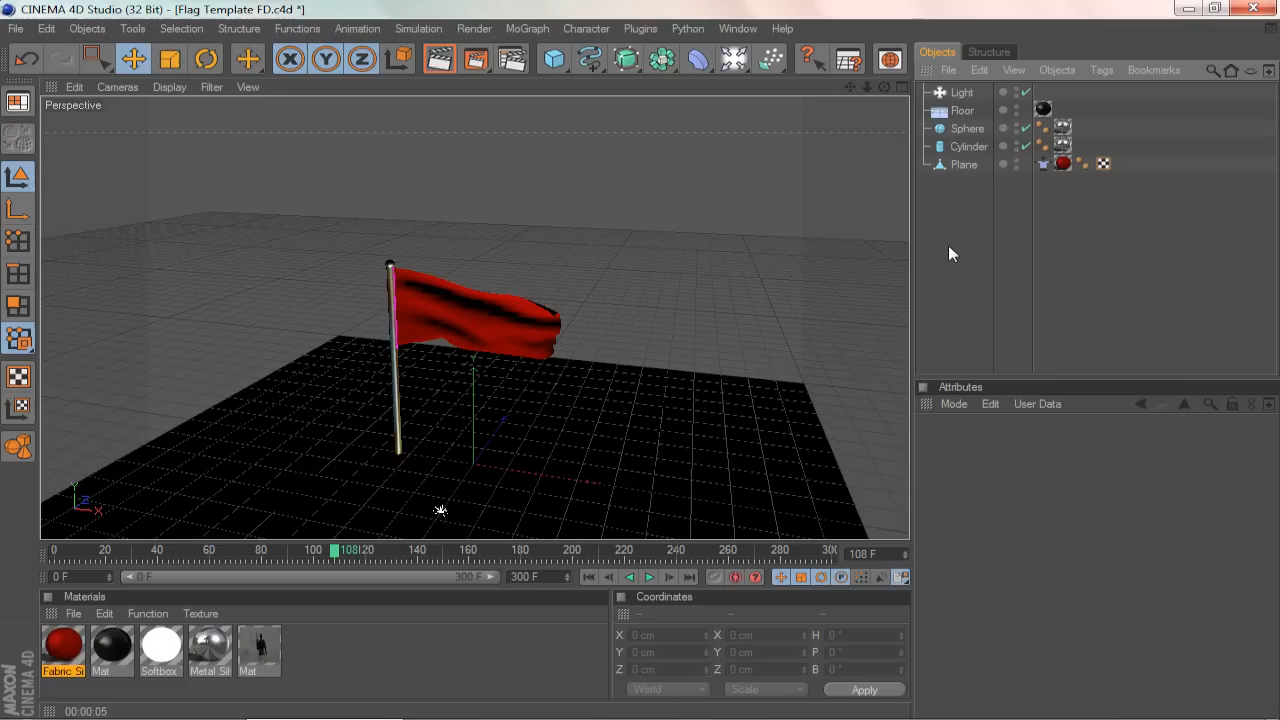 CINEMA 4D Studio (32 Bit) - [Flag Template FD.c4d *]
File Edit Objects Tools Selection Structure Functions Animation Simulation Render MoGraph Character Plugins Python Window Help
Objects Structure
File Edit View Objects Tags Bookmarks
Edit Cameras Display Filter View
Perspective
Light
Floor
Sphere
Cylinder
Plane
Attributes
Mode Edit User Data
Y
Z
X
0 20 40 60 80 100 108 120 140 160 180 200 220 240 260 280 300 108 F
0 F 0 F 300 F 300 F
Materials
File Edit Function Texture
Fabric Si Mat Softbox Metal Sil Mat
Coordinates
-- -- --
X 0 cm X 0 cm H 0 °
Y 0 cm Y 0 cm P 0 °
Z 0 cm Z 0 cm B 0 °
World Scale Apply
MAXON
CINEMA 4D
00:00:05